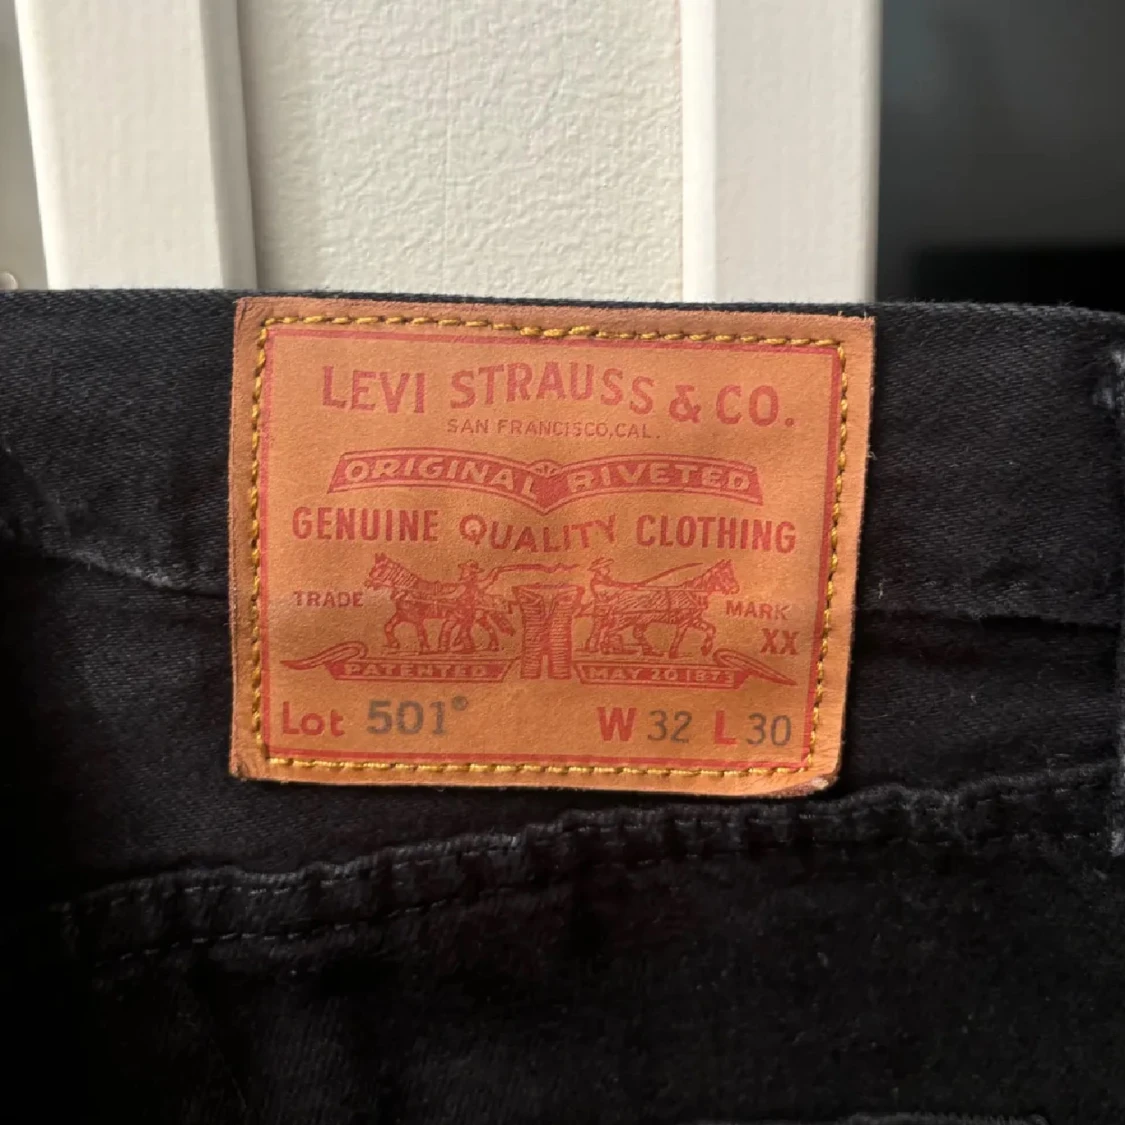 LEVI STRAUSS & CO.
SAN FRANCISCO, CAL.
ORIGINAL RIVETED
GENUINE QUALITY CLOTHING
TRADE MARK
XX
PATENTED MAY 20 1873
Lot 501® W 32 L 30